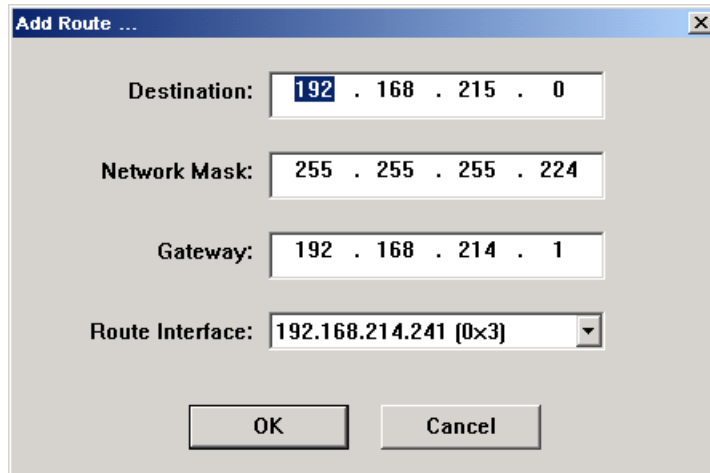 Add Route ...
Destination: 192 . 168 . 215 . 0
Network Mask: 255 . 255 . 255 . 224
Gateway: 192 . 168 . 214 . 1
Route Interface: 192.168.214.241 (0x3)
OK Cancel